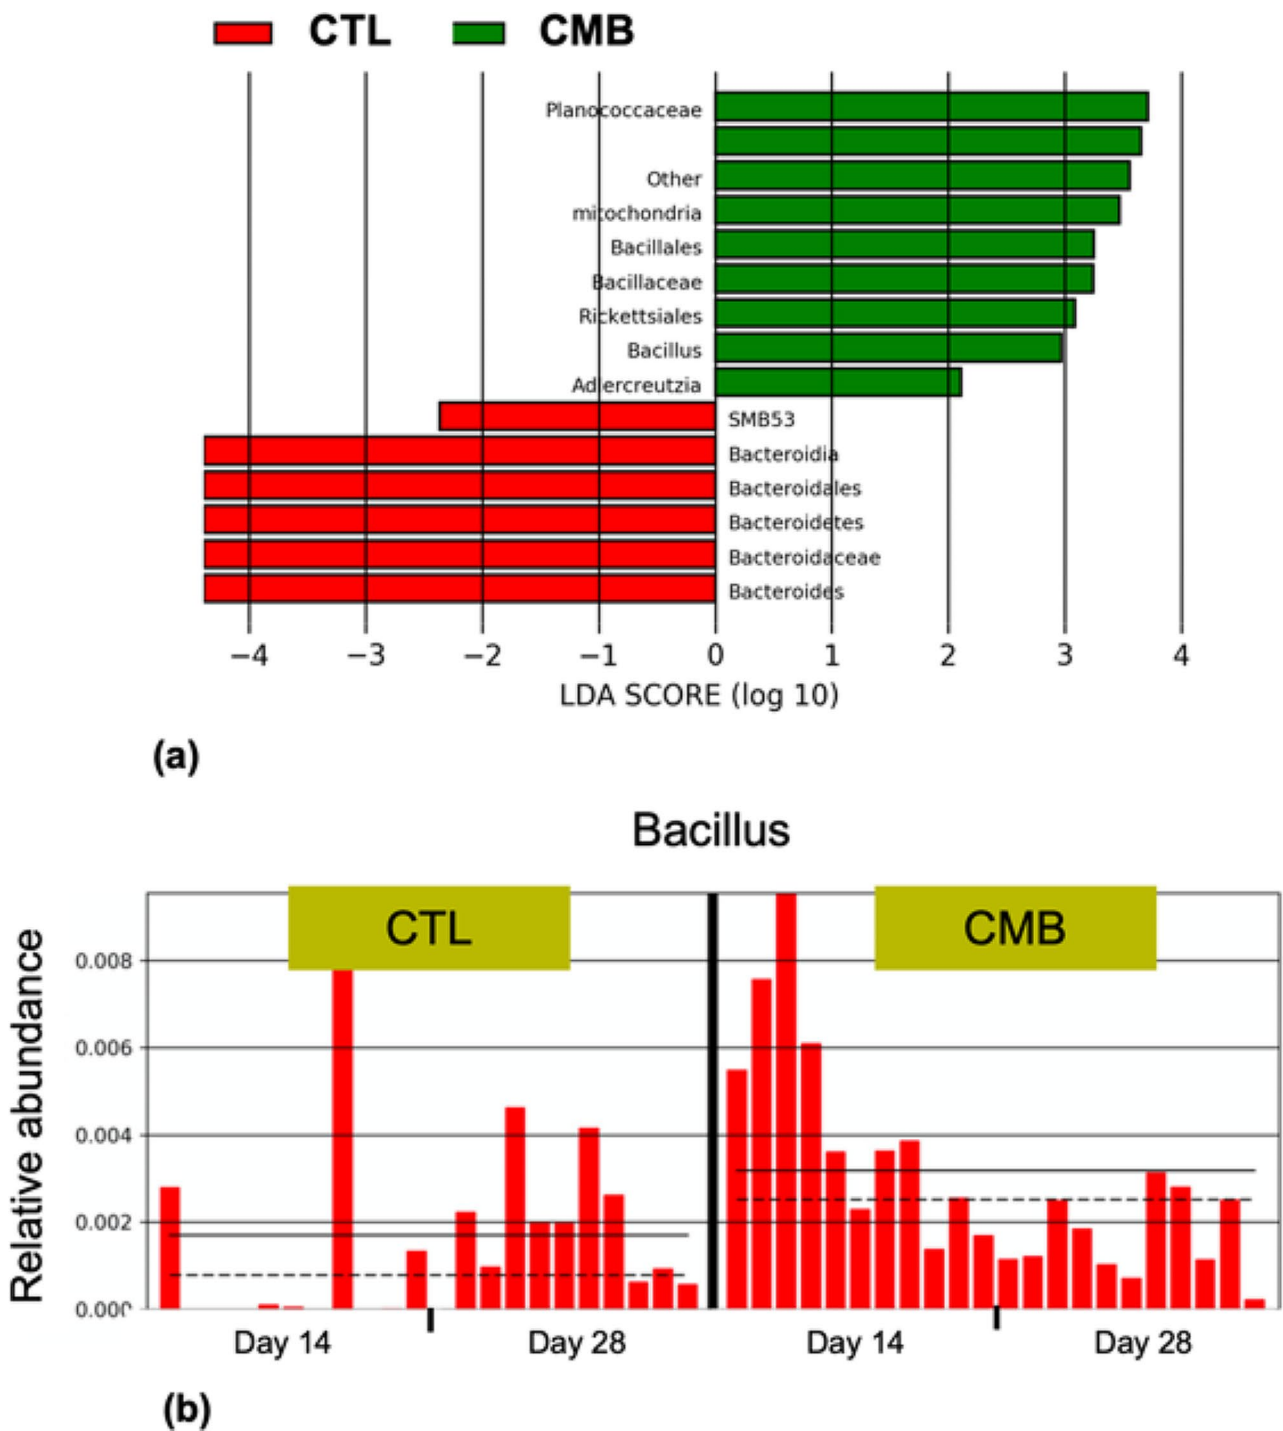 CTL CMB
Planococcaceae
Other
mitochondria
Bacillales
Bacillaceae
Rickettsiales
Bacillus
Adlercreutzia
SMB53
Bacteroidia
Bacteroidales
Bacteroidetes
Bacteroidaceae
Bacteroides
−4 −3 −2 −1 0 1 2 3 4
LDA SCORE (log 10)
(a)
Bacillus
CTL CMB
Relative abundance
0.008
0.006
0.004
0.002
0.000
Day 14 Day 28 Day 14 Day 28
(b)